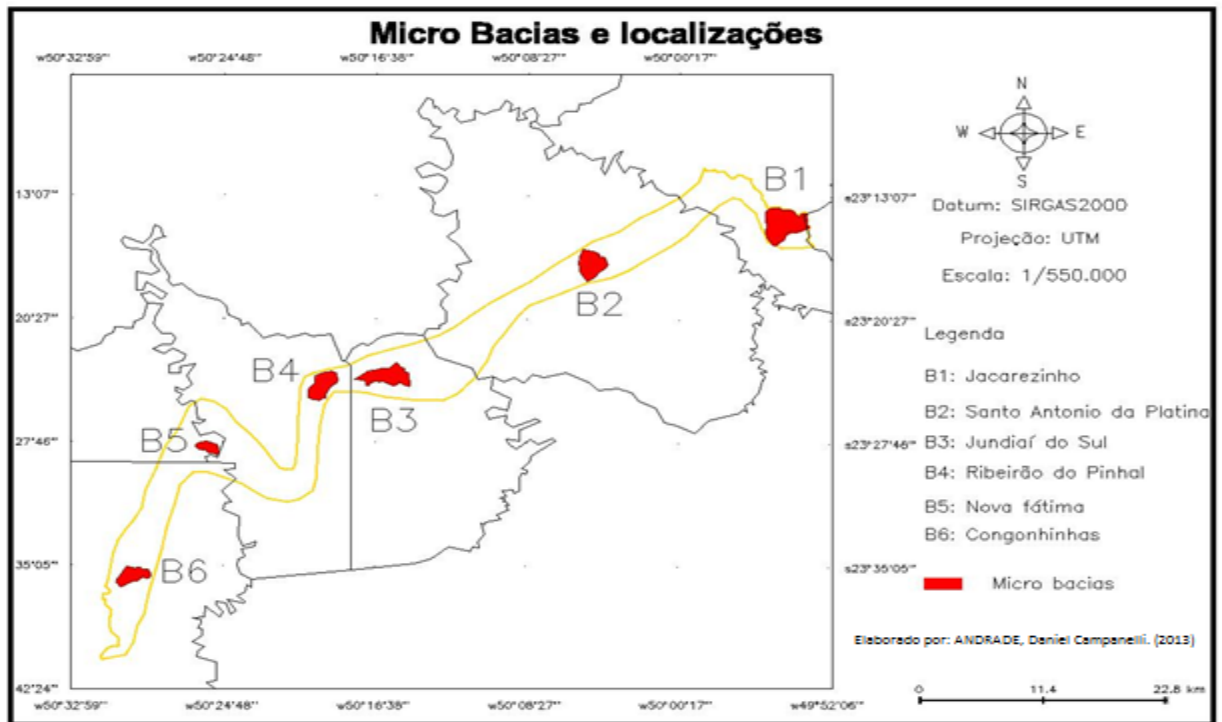 Micro Bacias e localizações
w50°32'59"' w50°24'48"' w50°16'38"' w50°08'27"' w50°00'17"'
N
W E
S
B1
13'07"' s23°13'07"'
Datum: SIRGAS2000
Projeção: UTM
Escala: 1/550.000
B2
20'27"' s23°20'27"'
Legenda
B4
B1: Jacarezinho
B3
B2: Santo Antonio da Platina
B5
27'46"' s23°27'46"'
B3: Jundiaí do Sul
B4: Ribeirão do Pinhal
B5: Nova fátima
B6: Congonhinhas
B6
35'05"' s23°35'05"'
Micro bacias
Elaborado por: ANDRADE, Daniel Campanelli. (2013)
42'24"'
0 11.4 22.8 km
w50°32'59"' w50°24'48"' w50°16'38"' w50°08'27"' w50°00'17"' w49°52'06"'